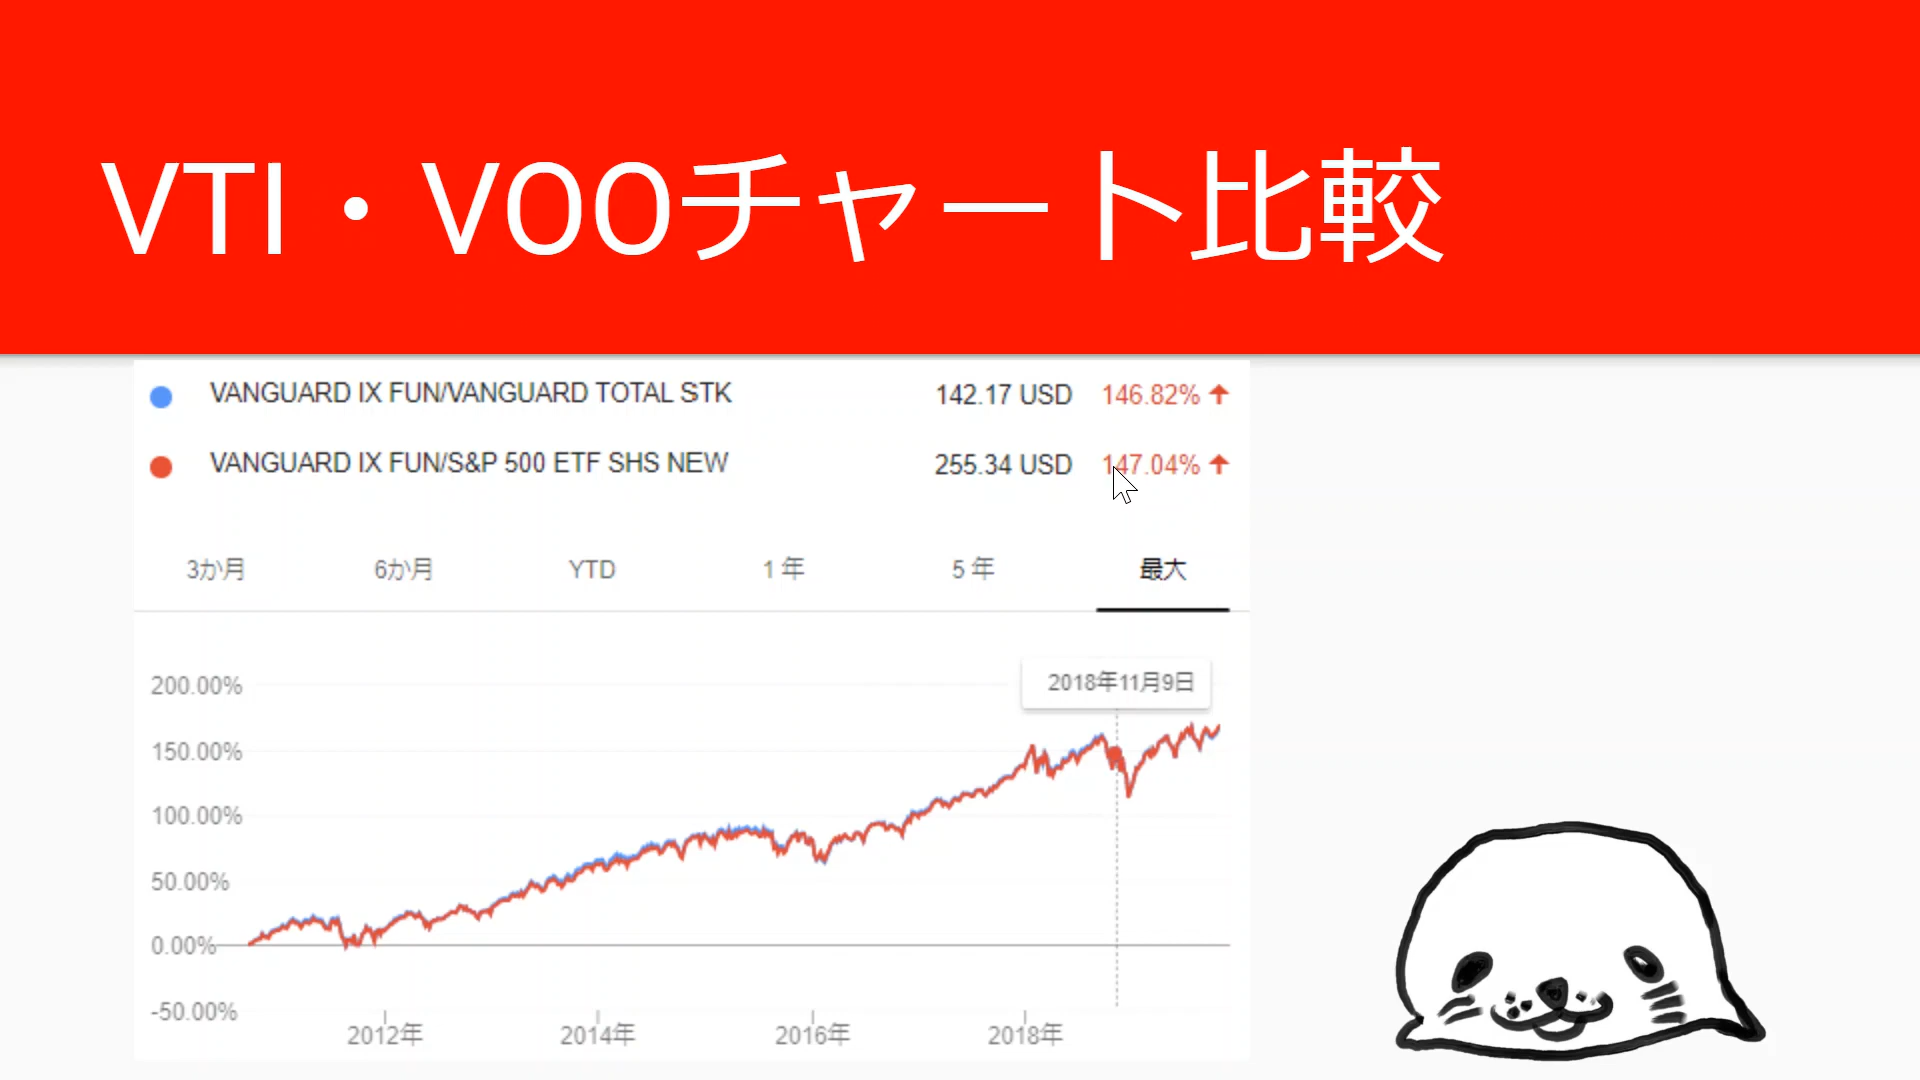 VTI・VOOチャート比較
VANGUARD IX FUN/VANGUARD TOTAL STK 142.17 USD 146.82% ↑
VANGUARD IX FUN/S&P 500 ETF SHS NEW 255.34 USD 147.04% ↑
3か月 6か月 YTD 1 年 5 年 最大
2018年11月9日
200.00%
150.00%
100.00%
50.00%
0.00%
-50.00%
2012年 2014年 2016年 2018年